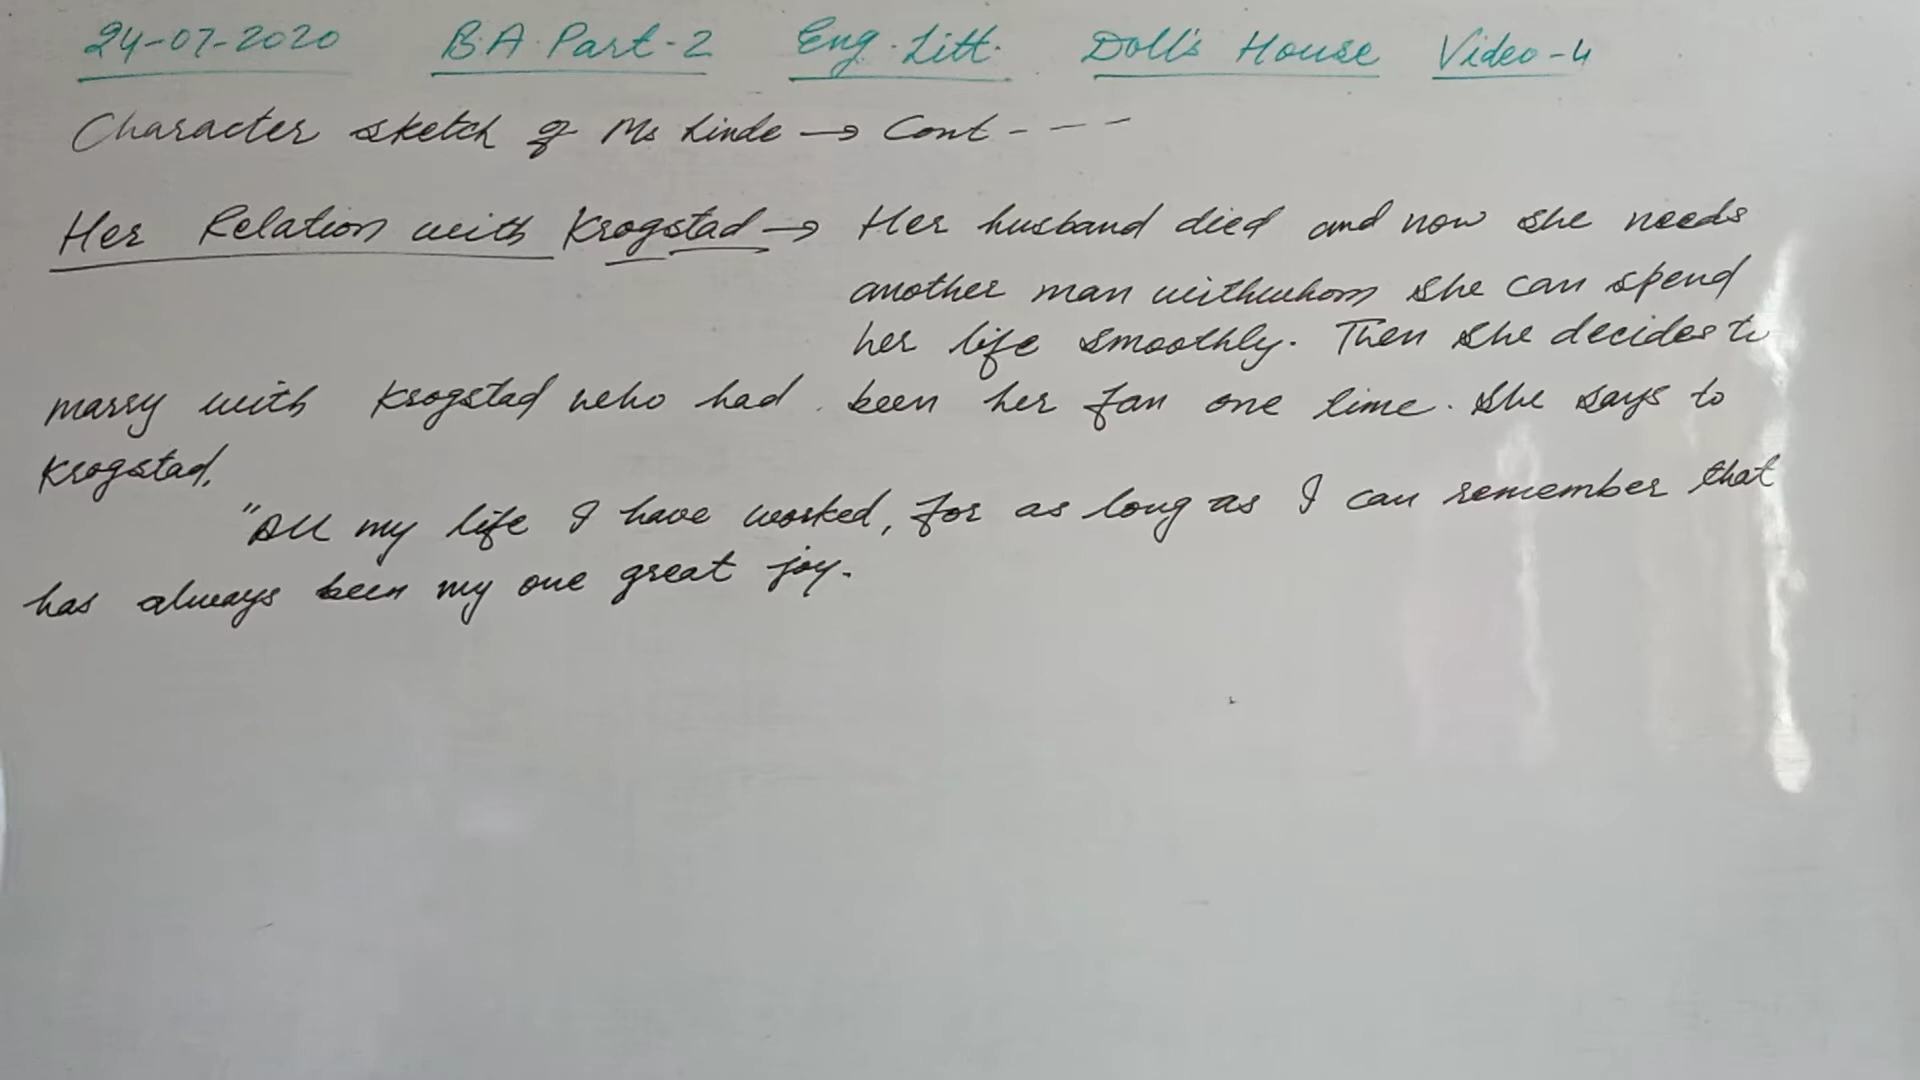 24-07-2020 B.A. Part-2 Eng. Litt. Doll's House Video-4
Character sketch of Ms Linde → Cont ----
Her Relation with Krogstad → Her husband died and now she needs
another man withwhom she can spend
her life smoothly. Then she decides to
marry with Krogstad who had been her fan one time. She says to
Krogstad,
"All my life I have worked, for as long as I can remember that
has always been my one great joy.